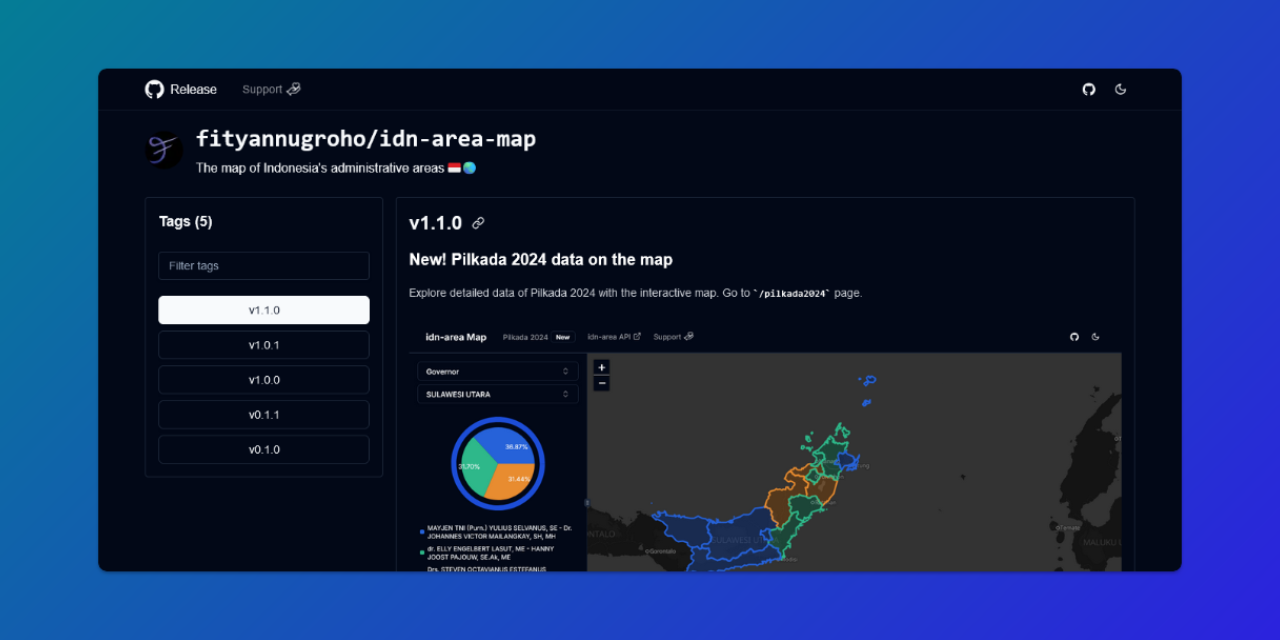 Release
Support
fityannugroho/idn-area-map
The map of Indonesia's administrative areas 🇮🇩🌏
Tags (5)
Filter tags
v1.1.0
v1.0.1
v1.0.0
v0.1.1
v0.1.0
v1.1.0
New! Pilkada 2024 data on the map
Explore detailed data of Pilkada 2024 with the interactive map. Go to `/pilkada2024` page.
idn-area Map
Pilkada 2024 New
idn-area API
Support
Governor
SULAWESI UTARA
36.87%
31.70%
31.44%
MAYJEN TNI (Purn.) YULIUS SELVANUS, SE - Dr.
JOHANNES VICTOR MAILANGKAY, SH, MH
dr. ELLY ENGELBERT LASUT, ME - HANNY
JOOST PAJOUW, SE.Ak, ME
Drs. STEVEN OCTAVIANUS ESTEFANUS
+
−
SULAWESI UT
NTALO
Gorontalo
Ternate
MALUKU U